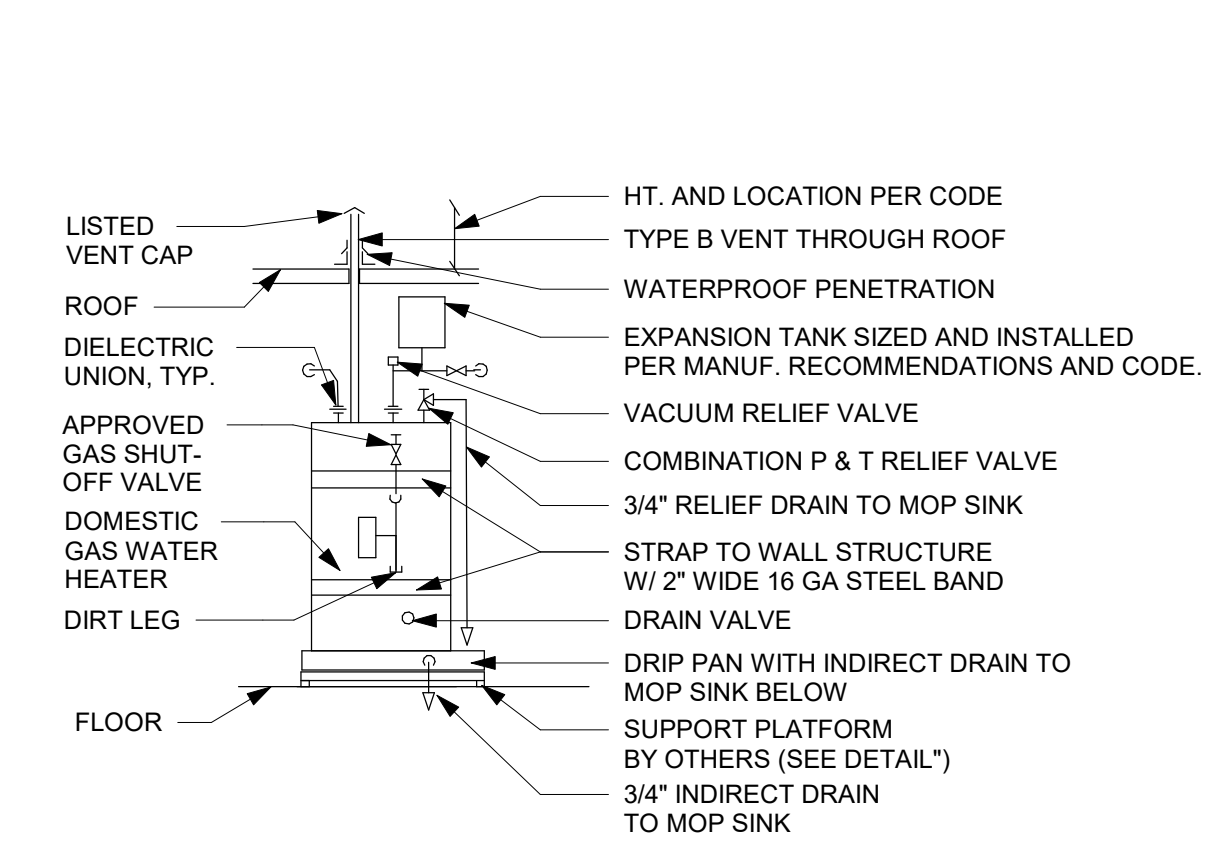 LISTED
VENT CAP
ROOF
DIELECTRIC
UNION, TYP.
APPROVED
GAS SHUT-
OFF VALVE
DOMESTIC
GAS WATER
HEATER
DIRT LEG
FLOOR
HT. AND LOCATION PER CODE
TYPE B VENT THROUGH ROOF
WATERPROOF PENETRATION
EXPANSION TANK SIZED AND INSTALLED
PER MANUF. RECOMMENDATIONS AND CODE.
VACUUM RELIEF VALVE
COMBINATION P & T RELIEF VALVE
3/4" RELIEF DRAIN TO MOP SINK
STRAP TO WALL STRUCTURE
W/ 2" WIDE 16 GA STEEL BAND
DRAIN VALVE
DRIP PAN WITH INDIRECT DRAIN TO
MOP SINK BELOW
SUPPORT PLATFORM
BY OTHERS (SEE DETAIL")
3/4" INDIRECT DRAIN
TO MOP SINK